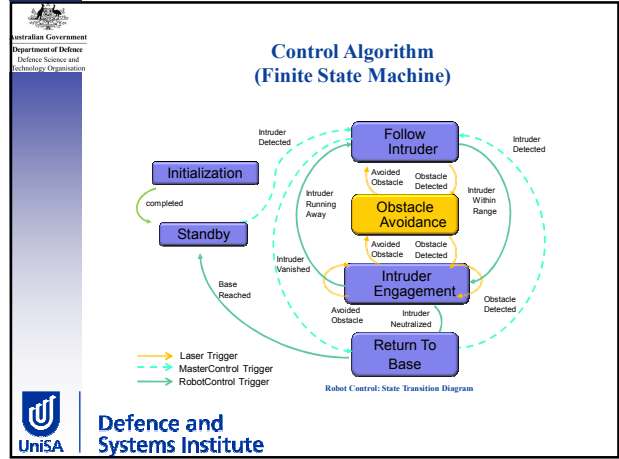 Australian Government
Department of Defence
Defence Science and
Technology Organisation
Control Algorithm
(Finite State Machine)
Intruder
Detected
Follow
Intruder
Intruder
Detected
Initialization
Avoided
Obstacle
Obstacle
Detected
completed
Intruder
Running
Away
Intruder
Within
Range
Obstacle
Avoidance
Standby
Avoided
Obstacle
Obstacle
Detected
Intruder
Vanished
Intruder
Engagement
Base
Reached
Avoided
Obstacle
Intruder
Neutralized
Obstacle
Detected
Return To
Base
Laser Trigger
MasterControl Trigger
RobotControl Trigger
Robot Control: State Transition Diagram
UniSA
Defence and
Systems Institute